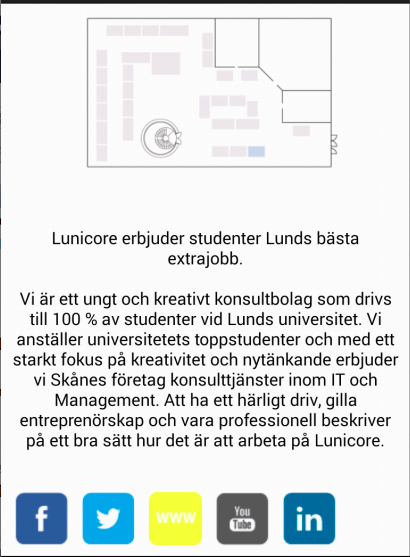 Lunicore erbjuder studenter Lunds bästa
extrajobb.
Vi är ett ungt och kreativt konsultbolag som drivs
till 100 % av studenter vid Lunds universitet. Vi
anställer universitetets toppstudenter och med ett
starkt fokus på kreativitet och nytänkande erbjuder
vi Skånes företag konsulttjänster inom IT och
Management. Att ha ett härligt driv, gilla
entreprenörskap och vara professionell beskriver
på ett bra sätt hur det är att arbeta på Lunicore.
f www You
Tube in